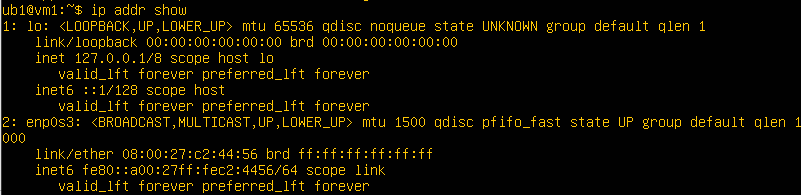 ub1@vm1:~$ ip addr show
1: lo: <LOOPBACK,UP,LOWER_UP> mtu 65536 qdisc noqueue state UNKNOWN group default qlen 1
    link/loopback 00:00:00:00:00:00 brd 00:00:00:00:00:00
    inet 127.0.0.1/8 scope host lo
       valid_lft forever preferred_lft forever
    inet6 ::1/128 scope host
       valid_lft forever preferred_lft forever
2: enp0s3: <BROADCAST,MULTICAST,UP,LOWER_UP> mtu 1500 qdisc pfifo_fast state UP group default qlen 1
000
    link/ether 08:00:27:c2:44:56 brd ff:ff:ff:ff:ff:ff
    inet6 fe80::a00:27ff:fec2:4456/64 scope link
       valid_lft forever preferred_lft forever